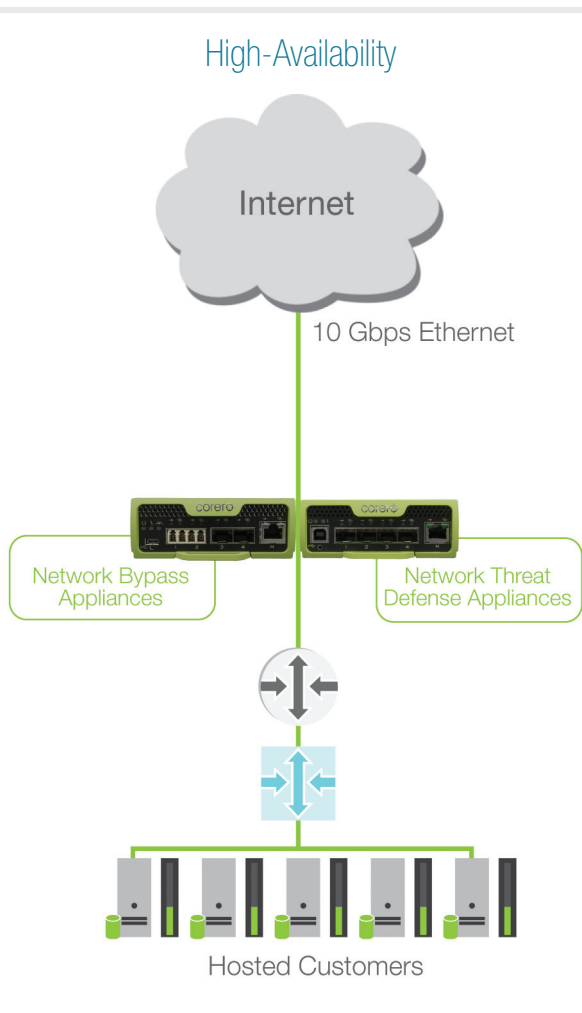 High-Availability
Internet
10 Gbps Ethernet
corero
corero
Network Bypass
Appliances
Network Threat
Defense Appliances
Hosted Customers